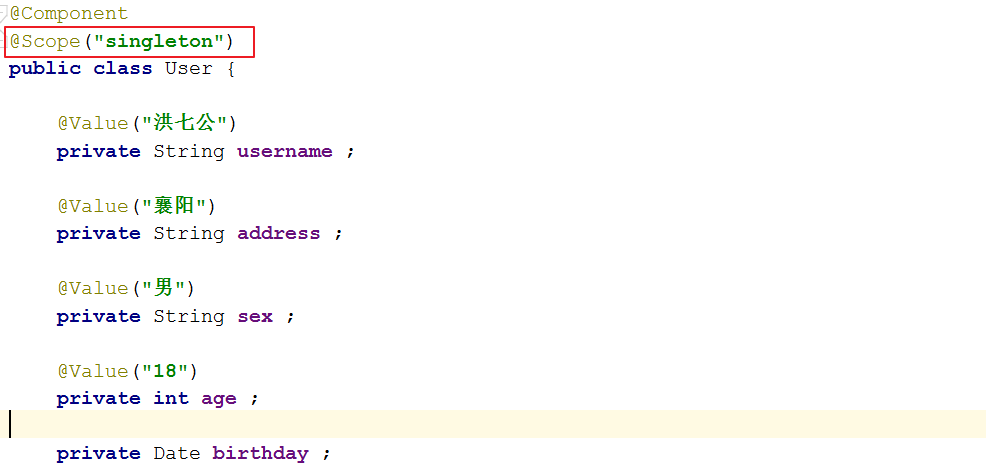 @Component
@Scope("singleton")
public class User {
@Value("洪七公")
private String username ;
@Value("襄阳")
private String address ;
@Value("男")
private String sex ;
@Value("18")
private int age ;
private Date birthday ;